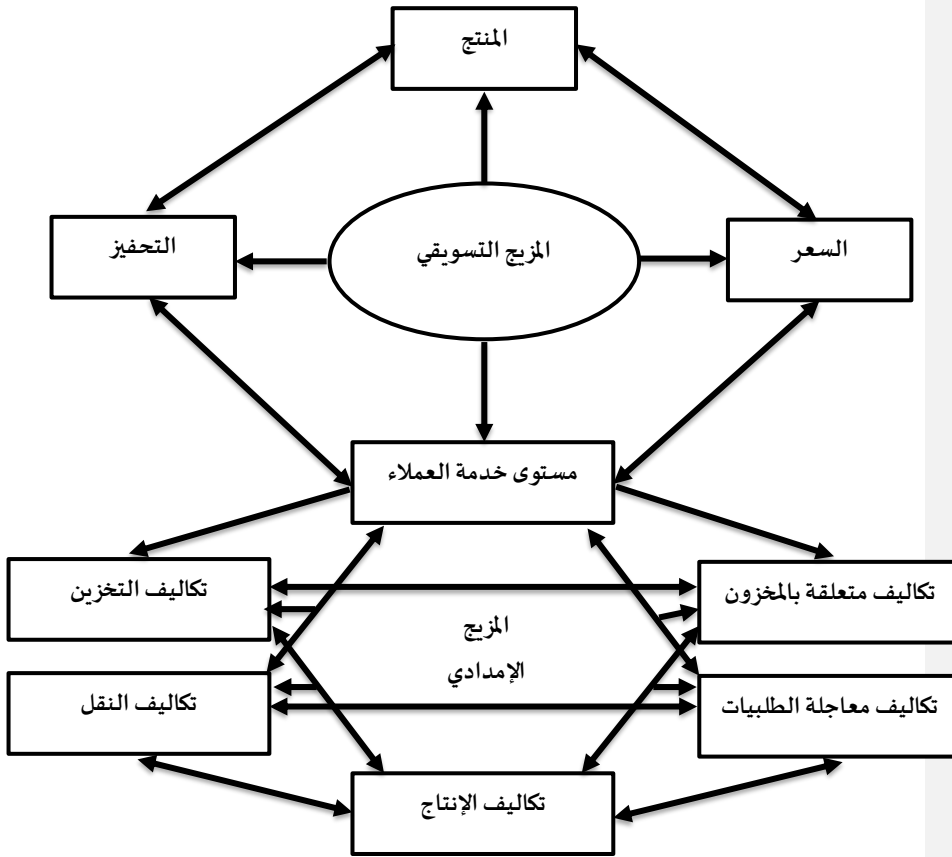 المنتج
السعر
المزيج التسويقي
التحفيز
مستوى خدمة العملاء
تكاليف متعلقة بالمخزون
تكاليف التخزين
المزيج
الإمدادي
تكاليف معاجلة الطلبيات
تكاليف النقل
تكاليف الإنتاج